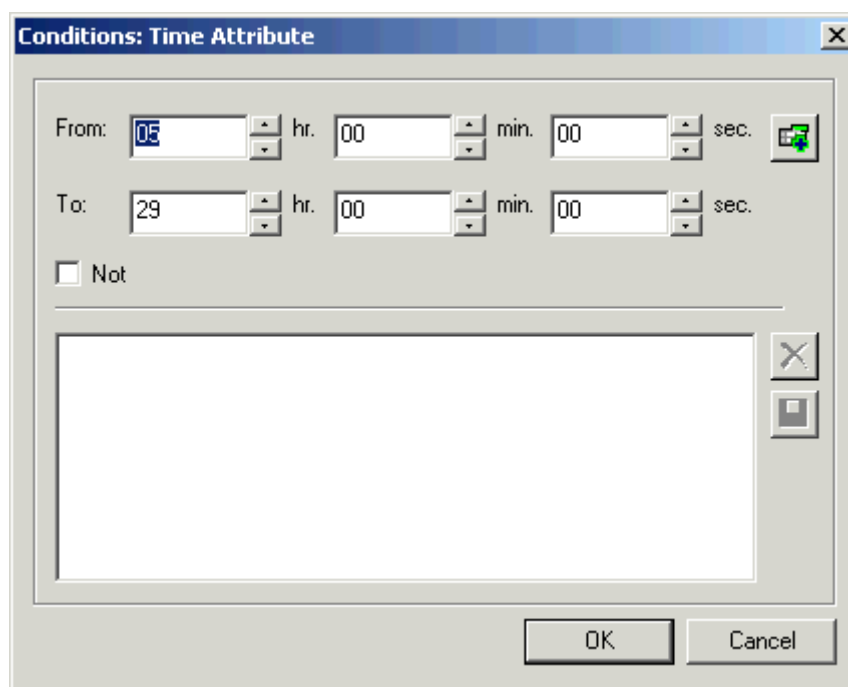 Conditions: Time Attribute
From: 05 hr. 00 min. 00 sec.
To: 29 hr. 00 min. 00 sec.
Not
OK Cancel